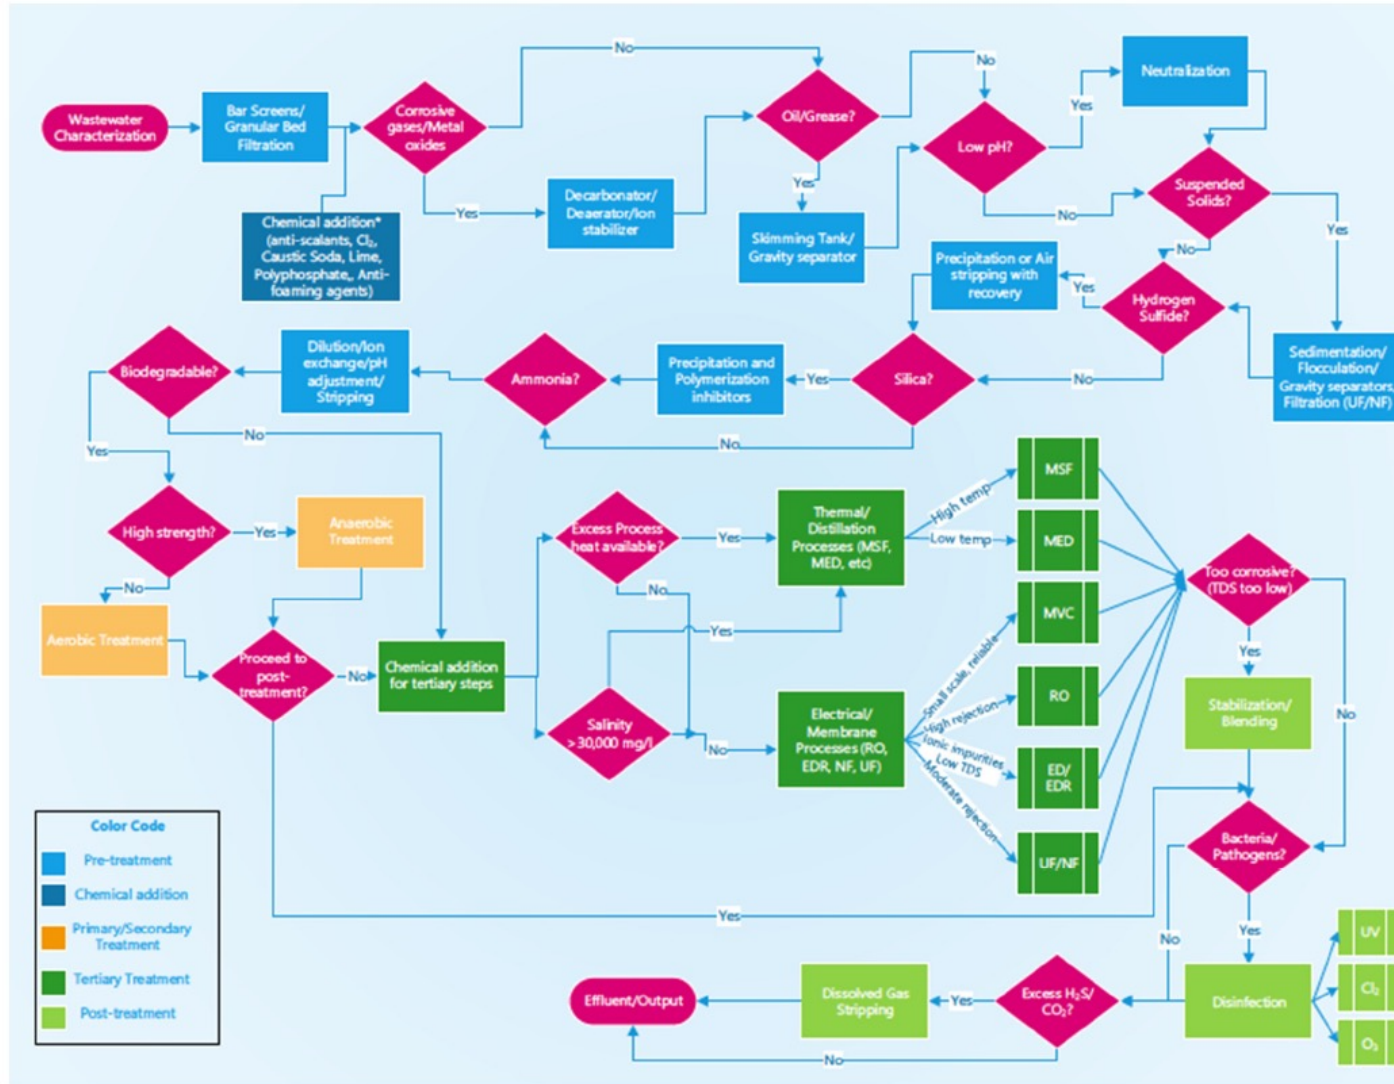 Wastewater
Characterization
Bar Screens/
Granular Bed
Filtration
Chemical addition*
(anti-scalants, Cl₂,
Caustic Soda, Lime,
Polyphosphate,, Anti-
foaming agents)
Corrosive
gases/Metal
oxides
No
Yes
Decarbonator/
Deaerator/Ion
stabilizer
Oil/Grease?
No
Yes
Skimming Tank/
Gravity separator
Low pH?
Yes
No
Neutralization
Suspended
Solids?
Yes
No
Sedimentation/
Flocculation/
Gravity separators,
Filtration (UF/NF)
Hydrogen
Sulfide?
Yes
No
Precipitation or Air
stripping with
recovery
Silica?
Yes
No
Precipitation and
Polymerization
inhibitors
Ammonia?
Dilution/Ion
exchange/pH
adjustment/
Stripping
Biodegradable?
Yes
No
High strength?
Yes
No
Anaerobic
Treatment
Aerobic Treatment
Proceed to
post-
treatment?
No
Yes
Chemical addition
for tertiary steps
Excess Process
heat available?
Yes
No
Salinity
>30,000 mg/l
Yes
No
Thermal/
Distillation
Processes (MSF,
MED, etc)
High temp
Low temp
Electrical/
Membrane
Processes (RO,
EDR, NF, UF)
Small scale, reliable
High rejection
Ionic impurities
Low TDS
Moderate rejection
MSF
MED
MVC
RO
ED/
EDR
UF/NF
Too corrosive?
(TDS too low)
Yes
No
Stabilization/
Blending
Bacteria/
Pathogens?
Yes
No
Disinfection
UV
Cl₂
O₃
Excess H₂S/
CO₂?
Yes
No
Dissolved Gas
Stripping
Effluent/Output
Color Code
Pre-treatment
Chemical addition
Primary/Secondary
Treatment
Tertiary Treatment
Post-treatment